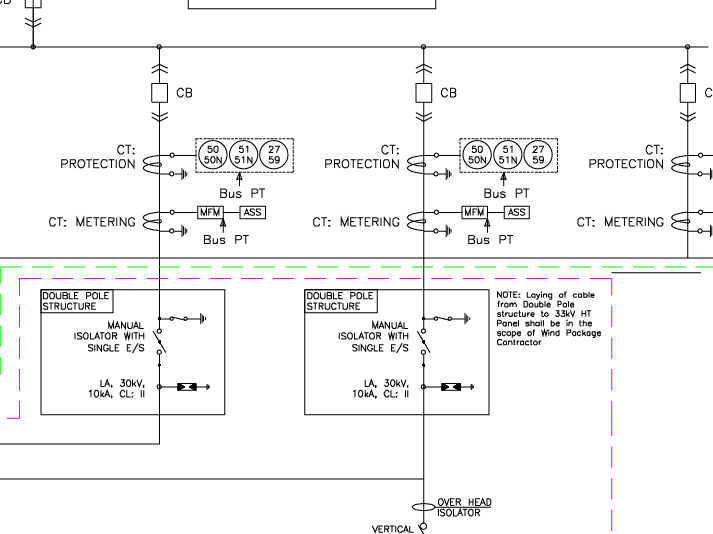 CB
CB
CB
C
CT:
PROTECTION
50
50N
51
51N
27
59
Bus PT
CT: METERING
MFM
ASS
Bus PT
CT:
PROTECTION
50
50N
51
51N
27
59
Bus PT
CT: METERING
MFM
ASS
Bus PT
CT:
PROTECTION
CT: METERING
DOUBLE POLE
STRUCTURE
MANUAL
ISOLATOR WITH
SINGLE E/S
LA, 30kV,
10kA, CL: II
DOUBLE POLE
STRUCTURE
MANUAL
ISOLATOR WITH
SINGLE E/S
LA, 30kV,
10kA, CL: II
NOTE: Laying of cable
from Double Pole
structure to 33kV HT
Panel shall be in the
scope of Wind Package
Contractor
OVER HEAD
ISOLATOR
VERTICAL